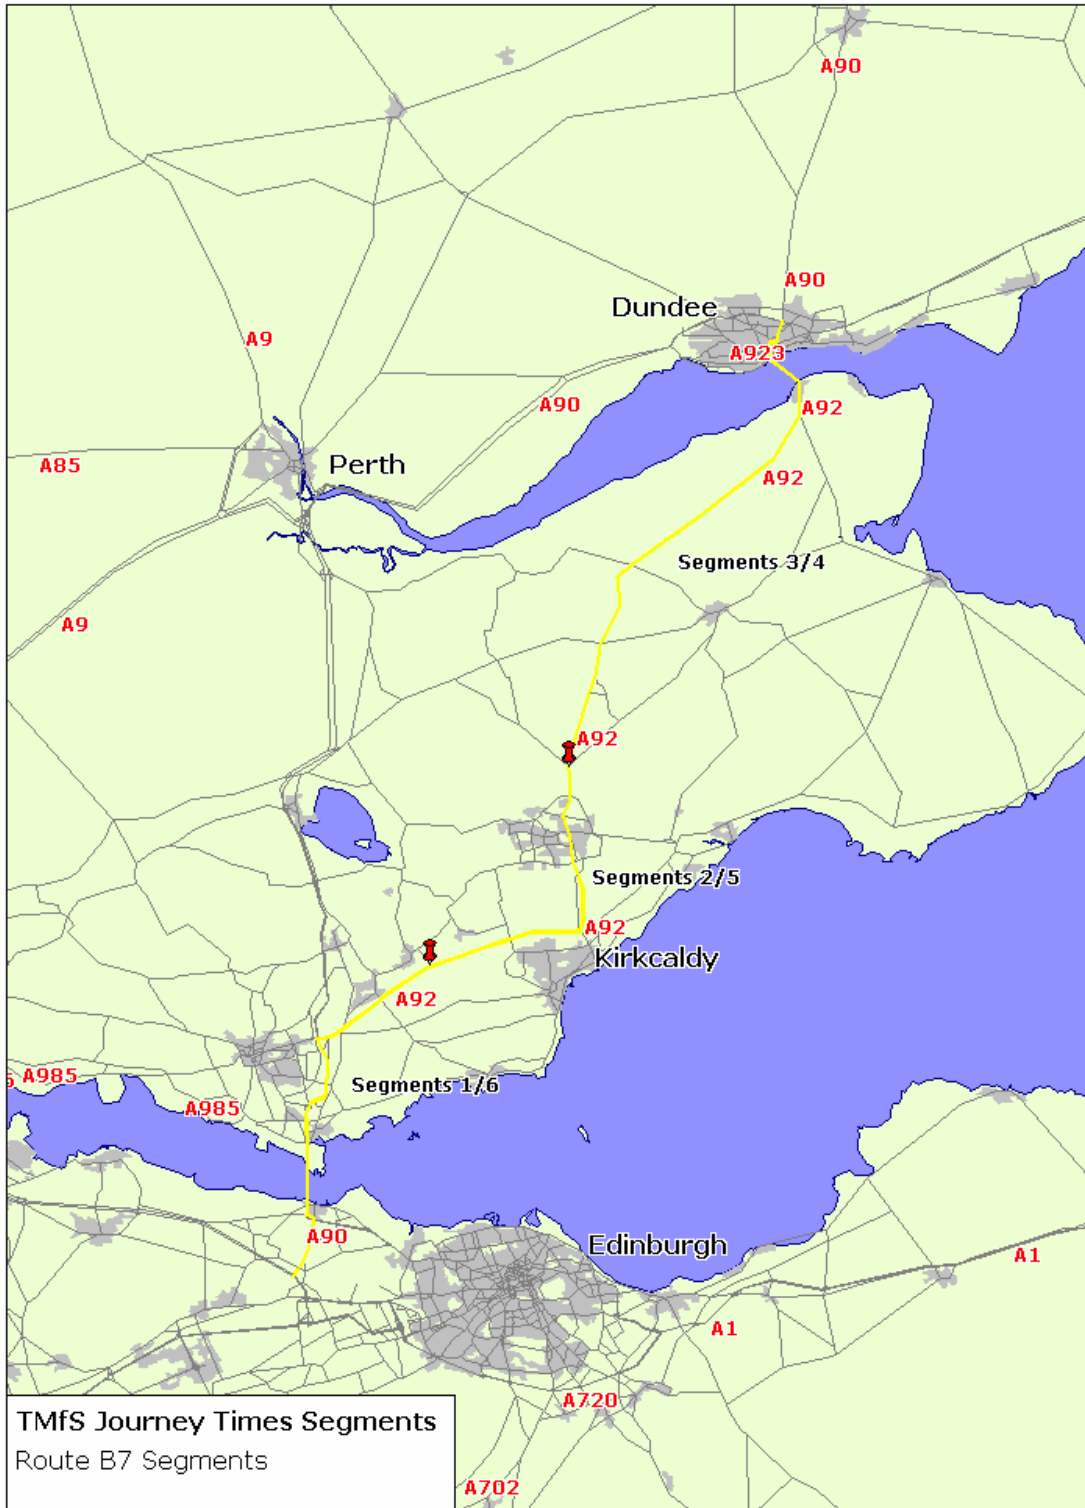 A90
A90
Dundee
A9
A923
A90
A92
Perth
A85
A92
Segments 3/4
A9
A92
Segments 2/5
A92
Kirkcaldy
A92
A985
Segments 1/6
A985
A90
Edinburgh
A1
A1
A720
TMfS Journey Times Segments
Route B7 Segments
A702